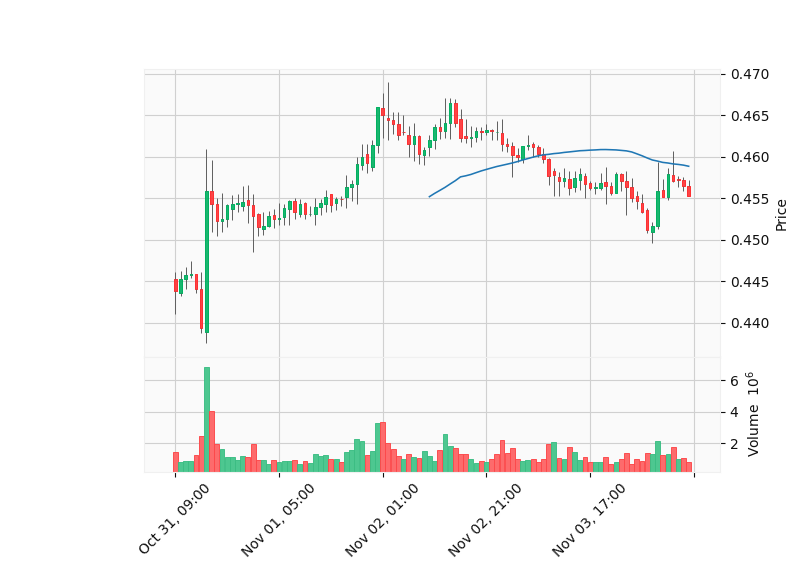 0.470
0.465
0.460
0.455
0.450
0.445
0.440
Price
6
4
2
Volume 10^6
Oct 31, 09:00
Nov 01, 05:00
Nov 02, 01:00
Nov 02, 21:00
Nov 03, 17:00